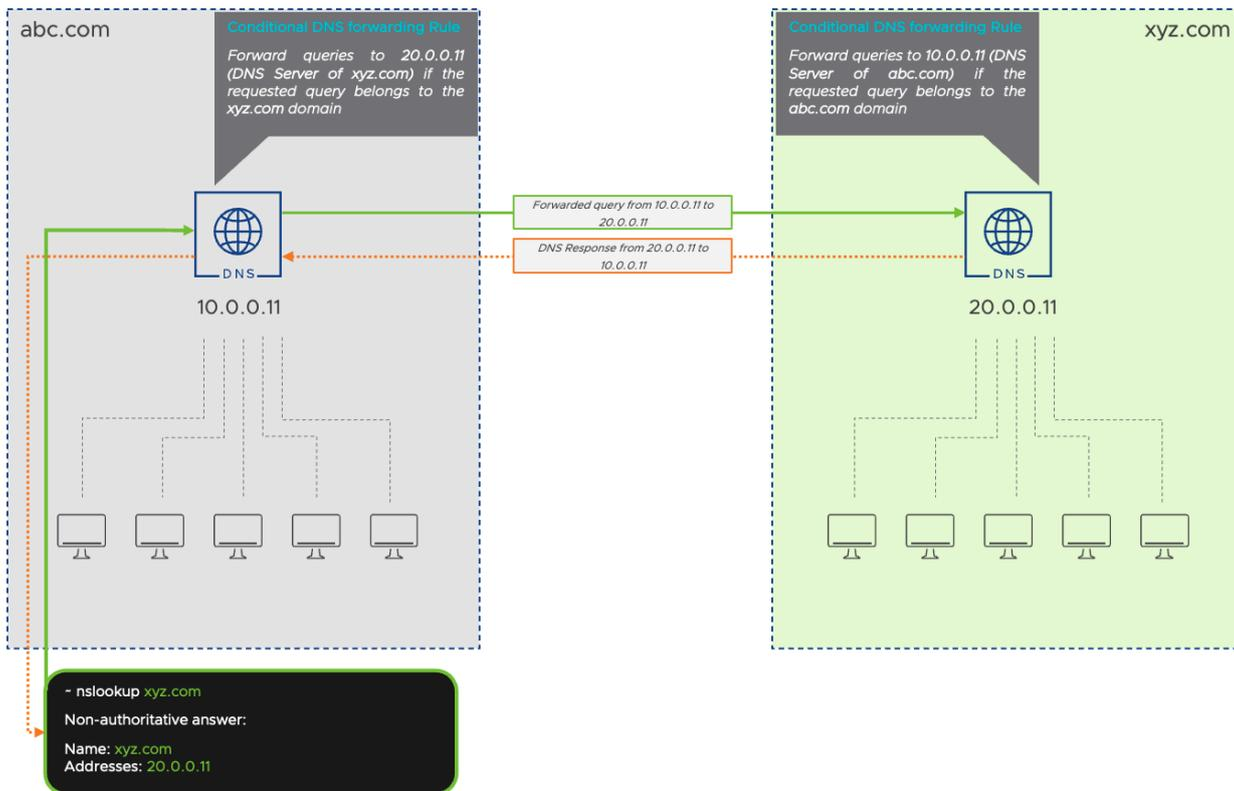 abc.com
Conditional DNS forwarding Rule
Forward queries to 20.0.0.11
(DNS Server of xyz.com) if the
requested query belongs to the
xyz.com domain
Conditional DNS forwarding Rule
Forward queries to 10.0.0.11 (DNS
Server of abc.com) if the
requested query belongs to the
abc.com domain
xyz.com
Forwarded query from 10.0.0.11 to
20.0.0.11
DNS Response from 20.0.0.11 to
10.0.0.11
DNS
10.0.0.11
DNS
20.0.0.11
~ nslookup xyz.com
Non-authoritative answer:
Name: xyz.com
Addresses: 20.0.0.11